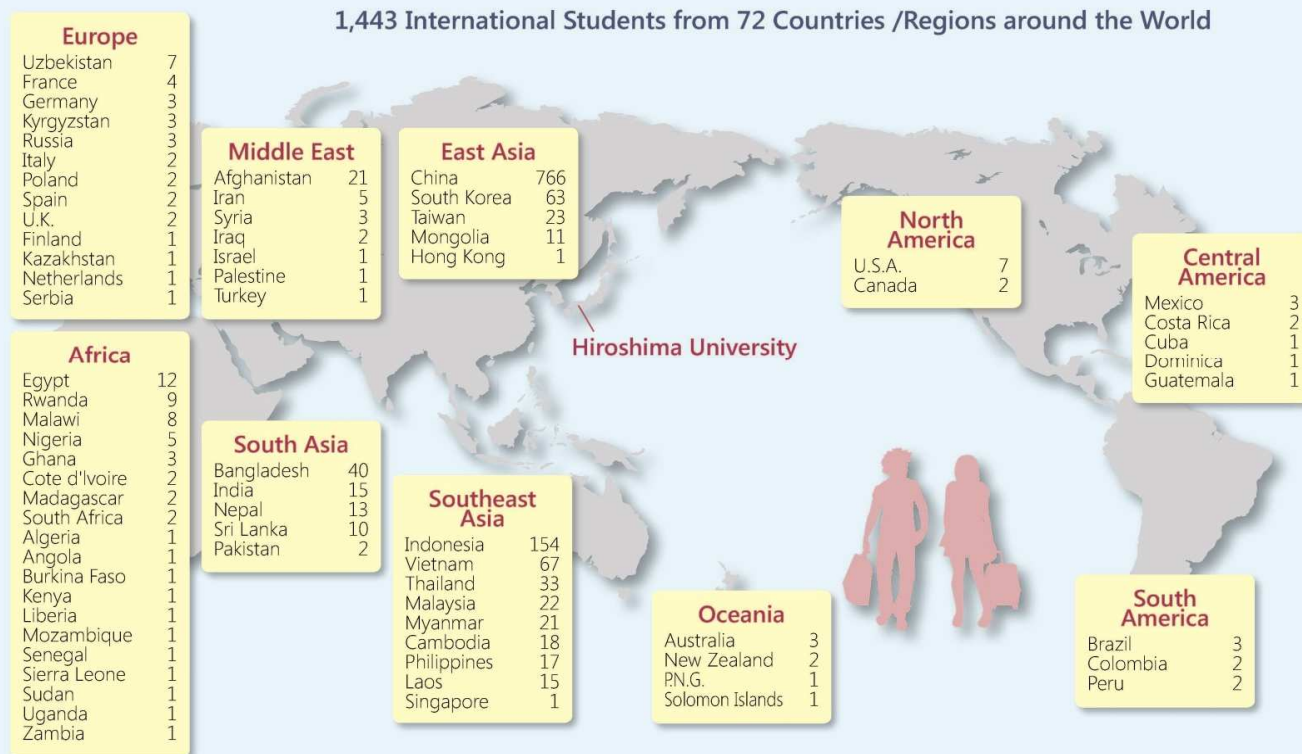 1,443 International Students from 72 Countries /Regions around the World
Europe
Uzbekistan 7
France 4
Germany 3
Kyrgyzstan 3
Russia 3
Italy 2
Poland 2
Spain 2
U.K. 2
Finland 1
Kazakhstan 1
Netherlands 1
Serbia 1
Middle East
Afghanistan 21
Iran 5
Syria 3
Iraq 2
Israel 1
Palestine 1
Turkey 1
East Asia
China 766
South Korea 63
Taiwan 23
Mongolia 11
Hong Kong 1
North
America
U.S.A. 7
Canada 2
Central
America
Mexico 3
Costa Rica 2
Cuba 1
Dominica 1
Guatemala 1
Hiroshima University
Africa
Egypt 12
Rwanda 9
Malawi 8
Nigeria 5
Ghana 3
Cote d'Ivoire 2
Madagascar 2
South Africa 2
Algeria 1
Angola 1
Burkina Faso 1
Kenya 1
Liberia 1
Mozambique 1
Senegal 1
Sierra Leone 1
Sudan 1
Uganda 1
Zambia 1
South Asia
Bangladesh 40
India 15
Nepal 13
Sri Lanka 10
Pakistan 2
Southeast
Asia
Indonesia 154
Vietnam 67
Thailand 33
Malaysia 22
Myanmar 21
Cambodia 18
Philippines 17
Laos 15
Singapore 1
Oceania
Australia 3
New Zealand 2
P.N.G. 1
Solomon Islands 1
South
America
Brazil 3
Colombia 2
Peru 2